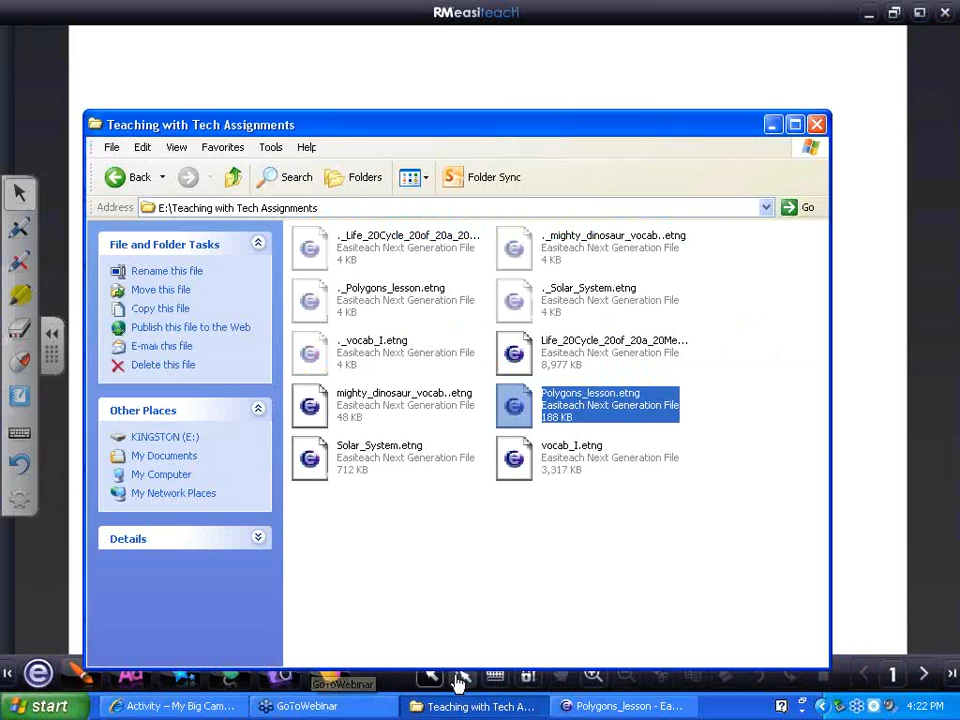 RMeasiteach
Teaching with Tech Assignments
File Edit View Favorites Tools Help
Back Search Folders Folder Sync
Address E:\Teaching with Tech Assignments Go
File and Folder Tasks
Rename this file
Move this file
Copy this file
Publish this file to the Web
E-mail this file
Delete this file
Other Places
KINGSTON (E:)
My Documents
My Computer
My Network Places
Details
._Life_20Cycle_20of_20a_20...
Easiteach Next Generation File
4 KB
._mighty_dinosaur_vocab..etng
Easiteach Next Generation File
4 KB
._Polygons_lesson.etng
Easiteach Next Generation File
4 KB
._Solar_System.etng
Easiteach Next Generation File
4 KB
._vocab_I.etng
Easiteach Next Generation File
4 KB
Life_20Cycle_20of_20a_20Me...
Easiteach Next Generation File
8,977 KB
mighty_dinosaur_vocab..etng
Easiteach Next Generation File
48 KB
Polygons_lesson.etng
Easiteach Next Generation File
188 KB
Solar_System.etng
Easiteach Next Generation File
712 KB
vocab_I.etng
Easiteach Next Generation File
3,317 KB
1
GoToWebinar
start Activity – My Big Cam... GoToWebinar Teaching with Tech A... Polygons_lesson - Ea... 4:22 PM